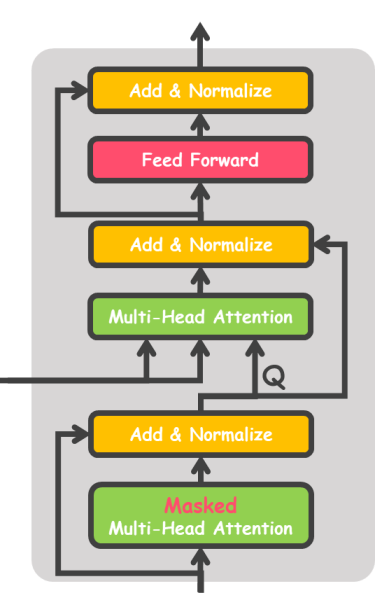 Add & Normalize
Feed Forward
Add & Normalize
Multi-Head Attention
Q
Add & Normalize
Masked
Multi-Head Attention